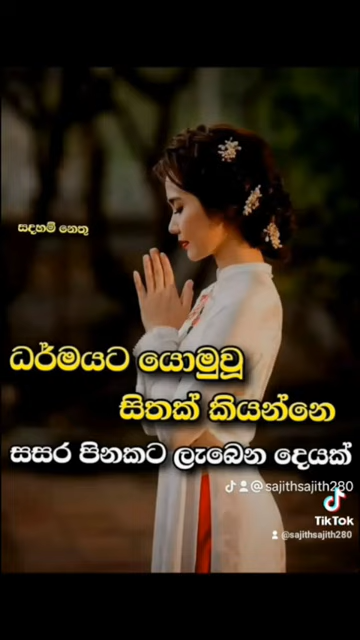 සදහම් නෙතු
ධර්මයට යොමුවූ
සිතක් කියන්නෙ
සසර පිනකට ලැබෙන දෙයක්
@sajithsajith280
TikTok
@sajithsajith280